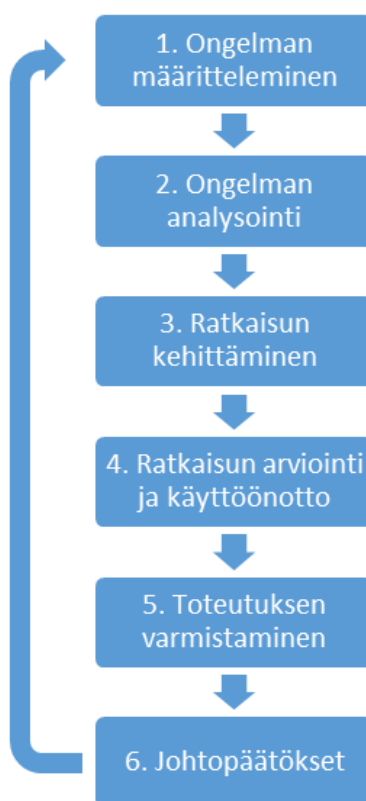 1. Ongelman
määritteleminen
2. Ongelman
analysointi
3. Ratkaisun
kehittäminen
4. Ratkaisun arviointi
ja käyttöönotto
5. Toteutuksen
varmistaminen
6. Johtopäätökset